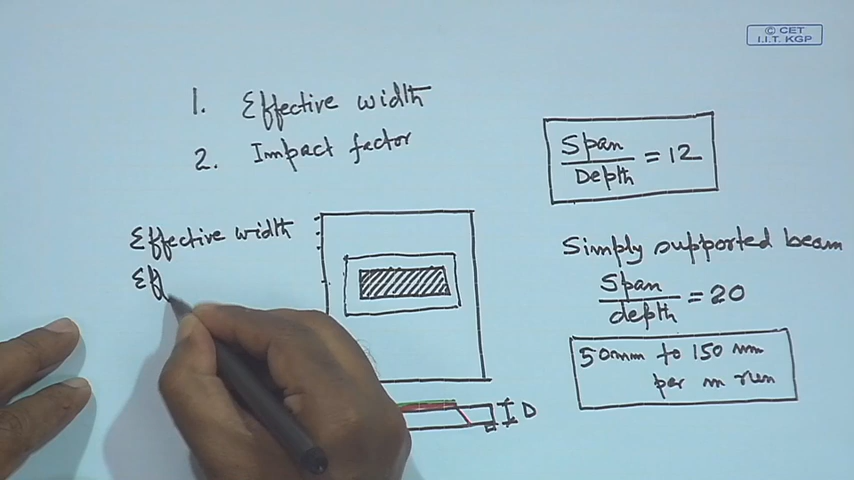 © CET
I.I.T. KGP
1. Effective width
2. Impact factor
Span
Depth = 12
Effective width
Eff
Simply supported beam
Span
depth = 20
50mm to 150 mm
per m run
D